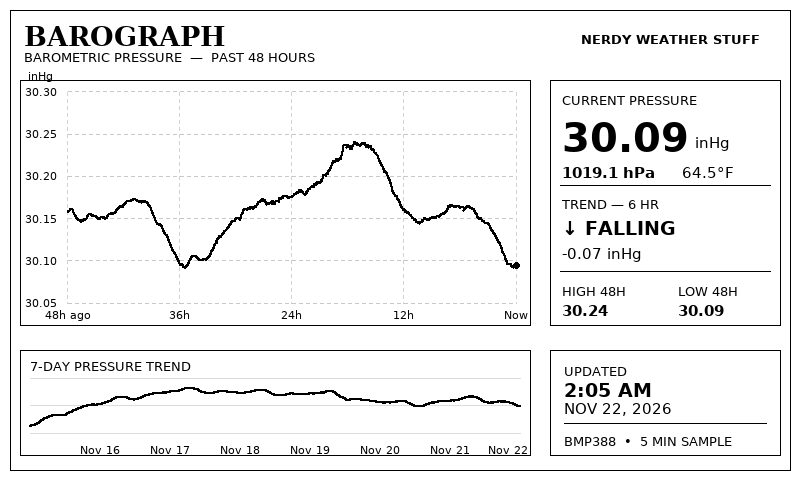 BAROGRAPH
BAROMETRIC PRESSURE — PAST 48 HOURS
NERDY WEATHER STUFF
inHg
30.30
30.25
30.20
30.15
30.10
30.05
48h ago 36h 24h 12h Now
CURRENT PRESSURE
30.09 inHg
1019.1 hPa 64.5°F
TREND — 6 HR
↓ FALLING
-0.07 inHg
HIGH 48H LOW 48H
30.24 30.09
7-DAY PRESSURE TREND
Nov 16 Nov 17 Nov 18 Nov 19 Nov 20 Nov 21 Nov 22
UPDATED
2:05 AM
NOV 22, 2026
BMP388 • 5 MIN SAMPLE